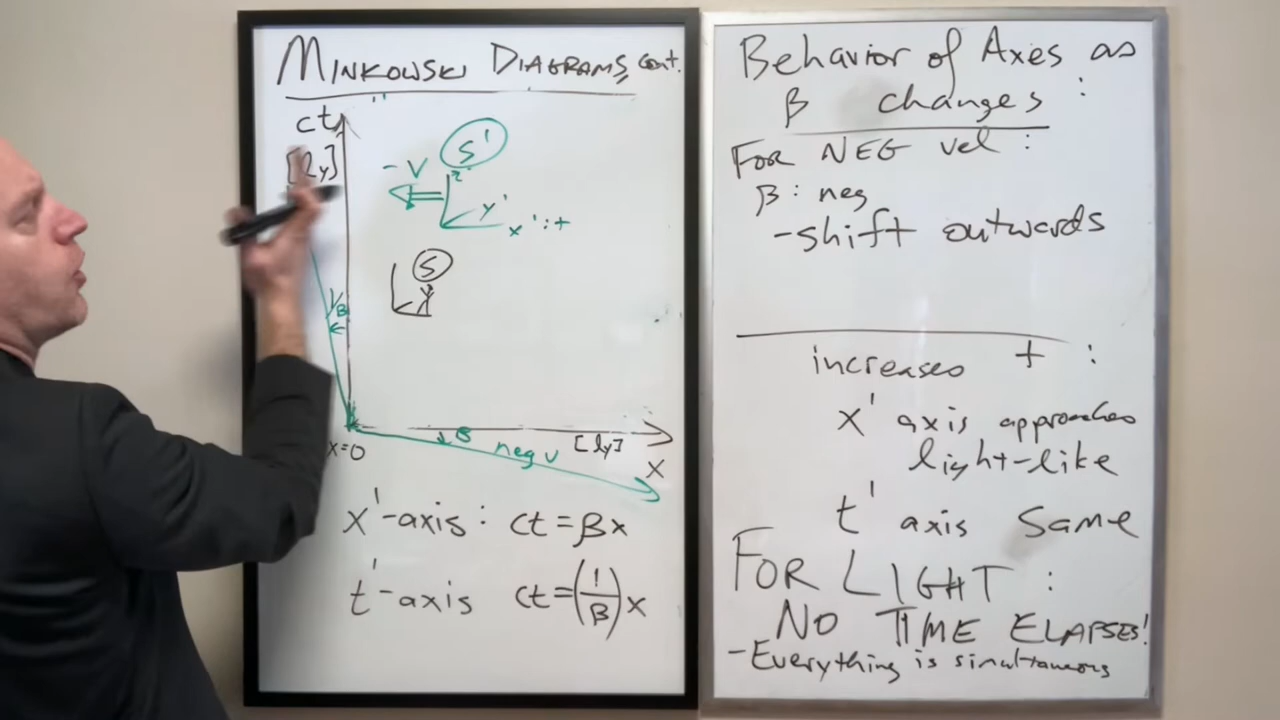 MINKOWSKI DIAGRAMS, cont.
ct
[ly]
-V
S'
z'
y'
x':+
S
1/β
x=0
β
neg v
[ly]
x
x'-axis: ct=βx
t'-axis ct=(1/β)x
Behavior of Axes as
β changes:
FOR NEG vel:
β: neg
-shift outwards
increases +:
x' axis approaches
light-like
t' axis same
FOR LIGHT:
NO TIME ELAPSES!
-Everything is simultaneous